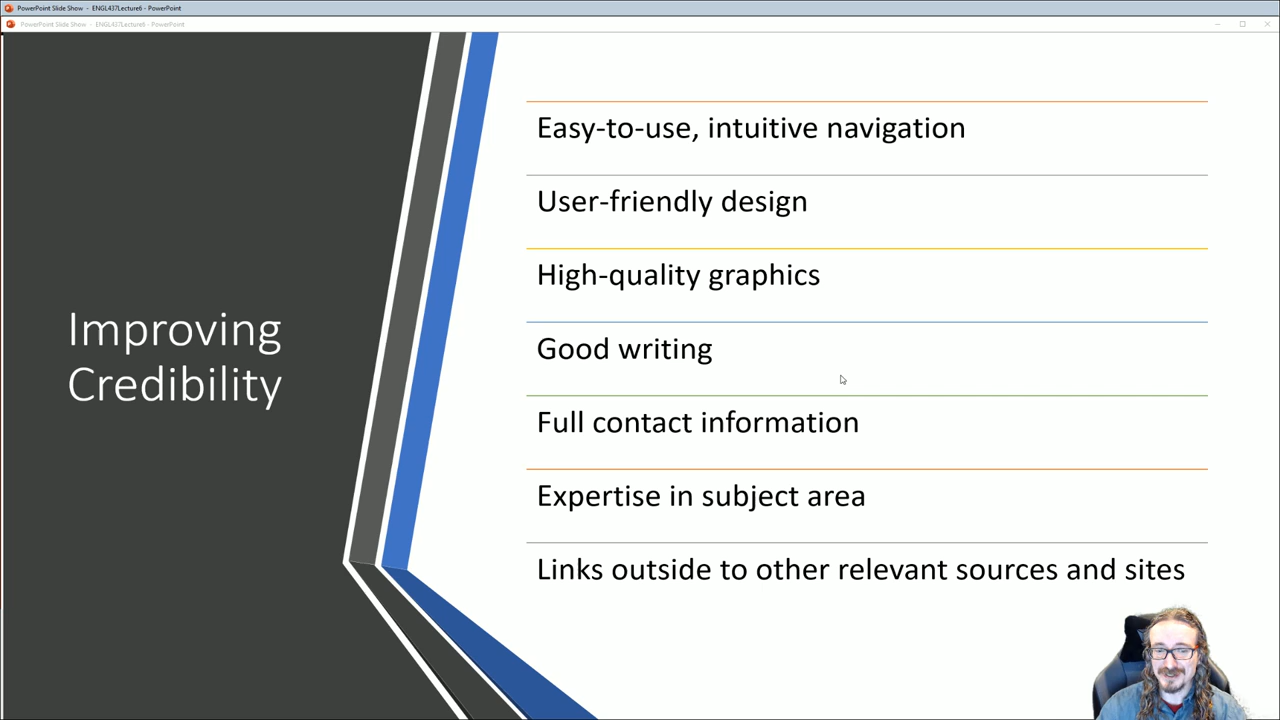 PowerPoint Slide Show - ENGL437Lecture6 - PowerPoint
PowerPoint Slide Show - ENGL437Lecture6 - PowerPoint
Improving
Credibility
Easy-to-use, intuitive navigation
User-friendly design
High-quality graphics
Good writing
Full contact information
Expertise in subject area
Links outside to other relevant sources and sites